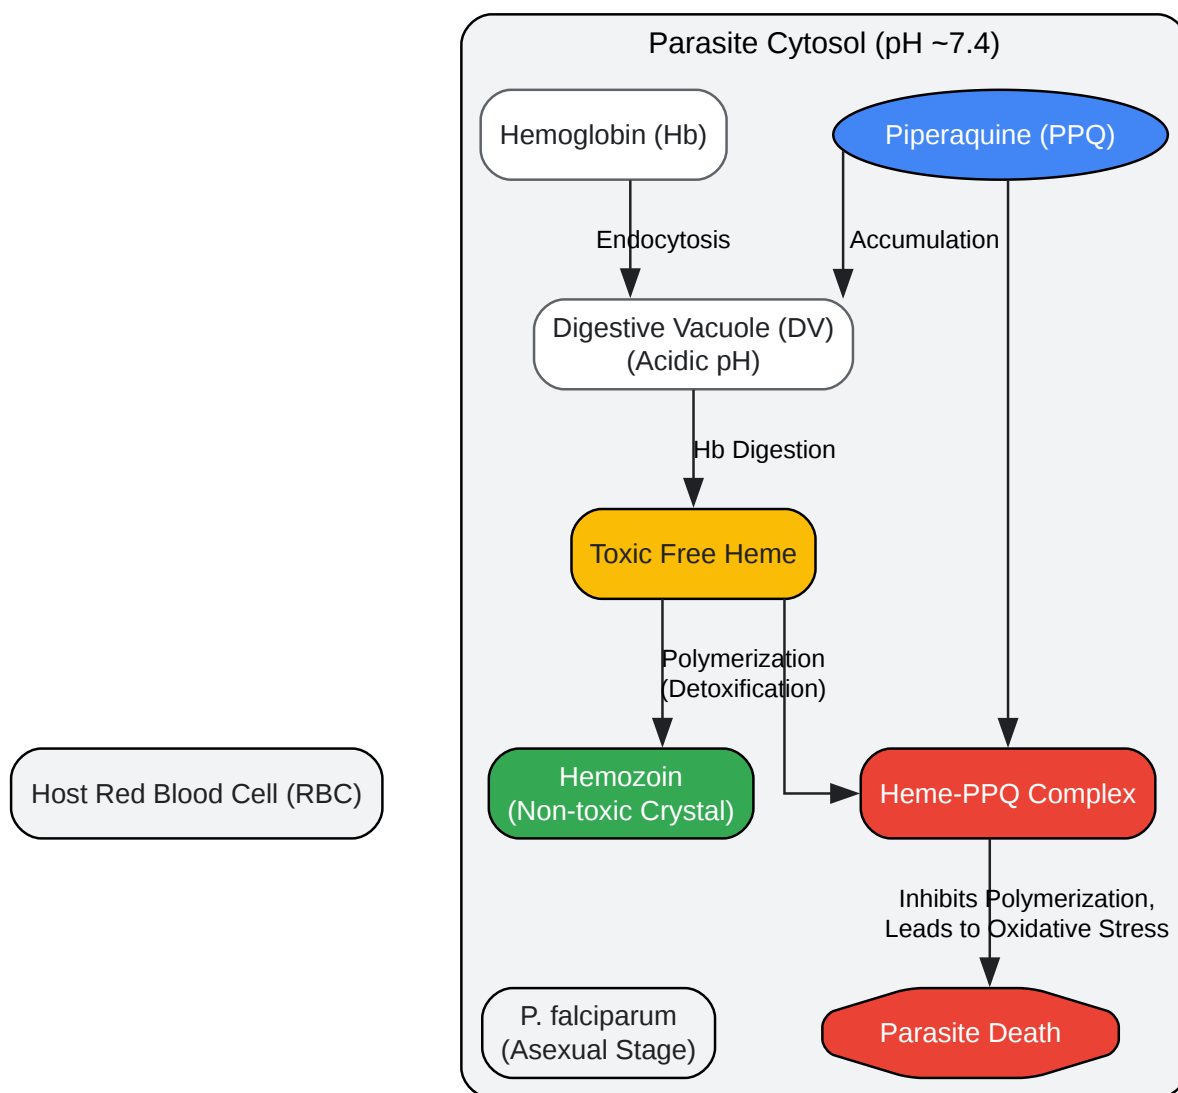 Parasite Cytosol (pH ~7.4)
Hemoglobin (Hb)
Piperaquine (PPQ)
Endocytosis
Accumulation
Digestive Vacuole (DV)
(Acidic pH)
Hb Digestion
Toxic Free Heme
Polymerization
(Detoxification)
Host Red Blood Cell (RBC)
Hemozoin
(Non-toxic Crystal)
Heme-PPQ Complex
Inhibits Polymerization,
Leads to Oxidative Stress
P. falciparum
(Asexual Stage)
Parasite Death